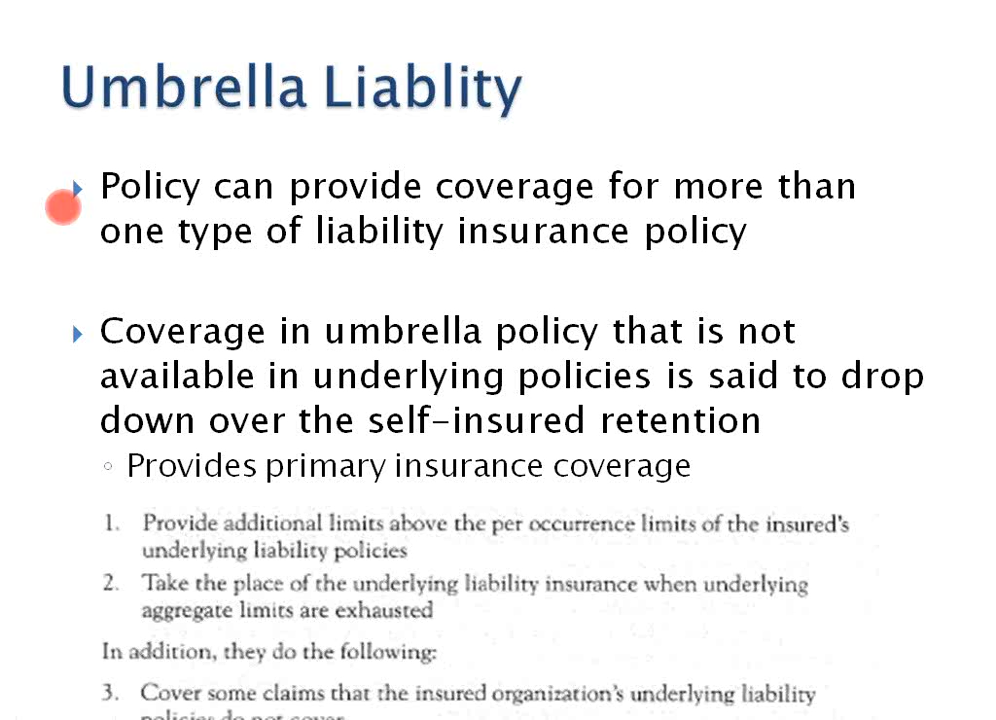 Umbrella Liablity
Policy can provide coverage for more than
one type of liability insurance policy
Coverage in umbrella policy that is not
available in underlying policies is said to drop
down over the self-insured retention
Provides primary insurance coverage
1. Provide additional limits above the per occurrence limits of the insured's
underlying liability policies
2. Take the place of the underlying liability insurance when underlying
aggregate limits are exhausted
In addition, they do the following:
3. Cover some claims that the insured organization's underlying liability
policies do not cover